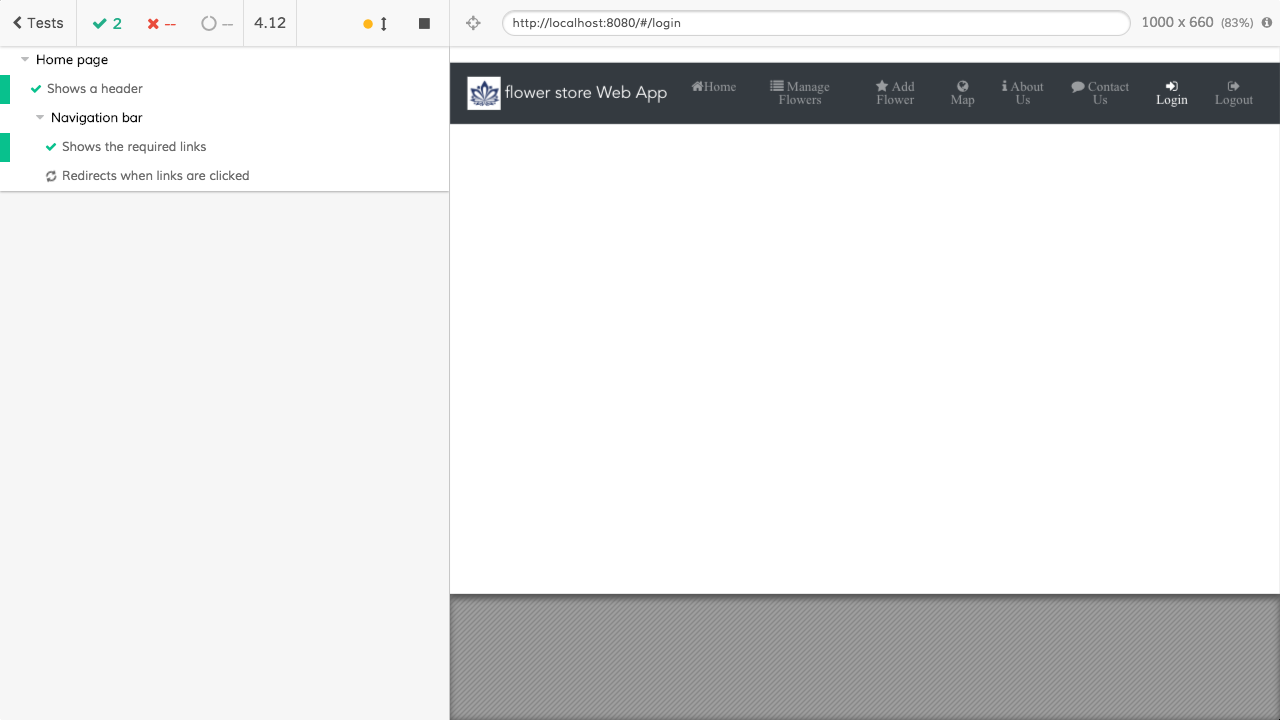 Tests
2
--
--
4.12
http://localhost:8080/#/login
1000 x 660 (83%)
Home page
Shows a header
Navigation bar
Shows the required links
Redirects when links are clicked
flower store Web App
Home
Manage
Flowers
Add
Flower
Map
About
Us
Contact
Us
Login
Logout